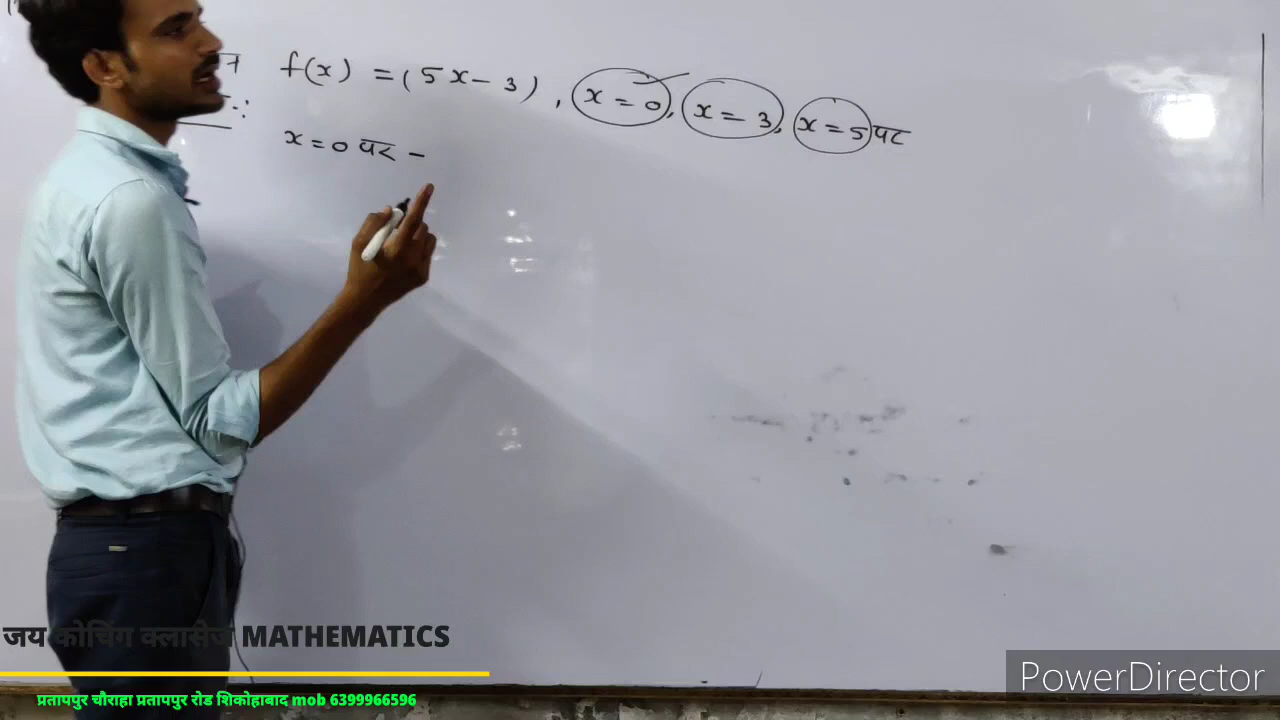 f(x) = (5x-3), x=0, x=3, x=5 पर
x=0 पर -
जय कोचिंग क्लासेज MATHEMATICS
प्रतापपुर चौराहा प्रतापपुर रोड शिकोहाबाद mob 6399966596
PowerDirector